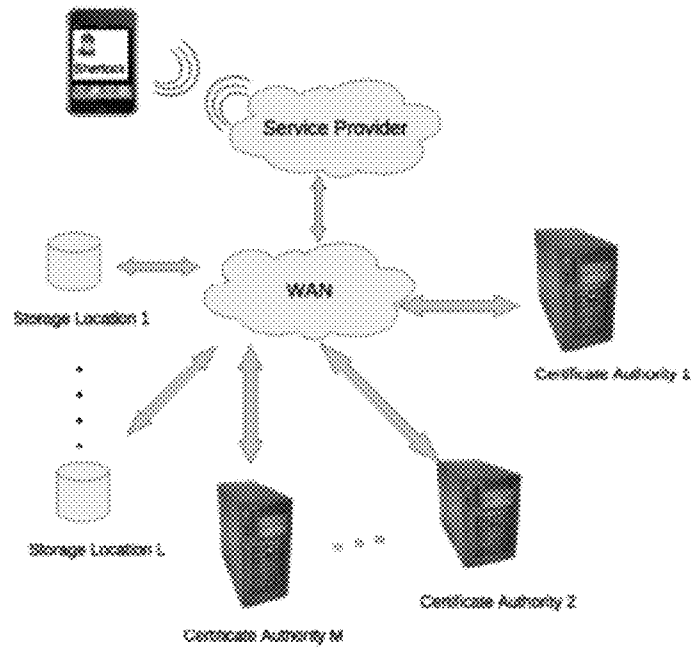 Service Provider
WAN
Storage Location 1
Certificate Authority 1
Storage Location L
Certificate Authority 2
Certificate Authority M